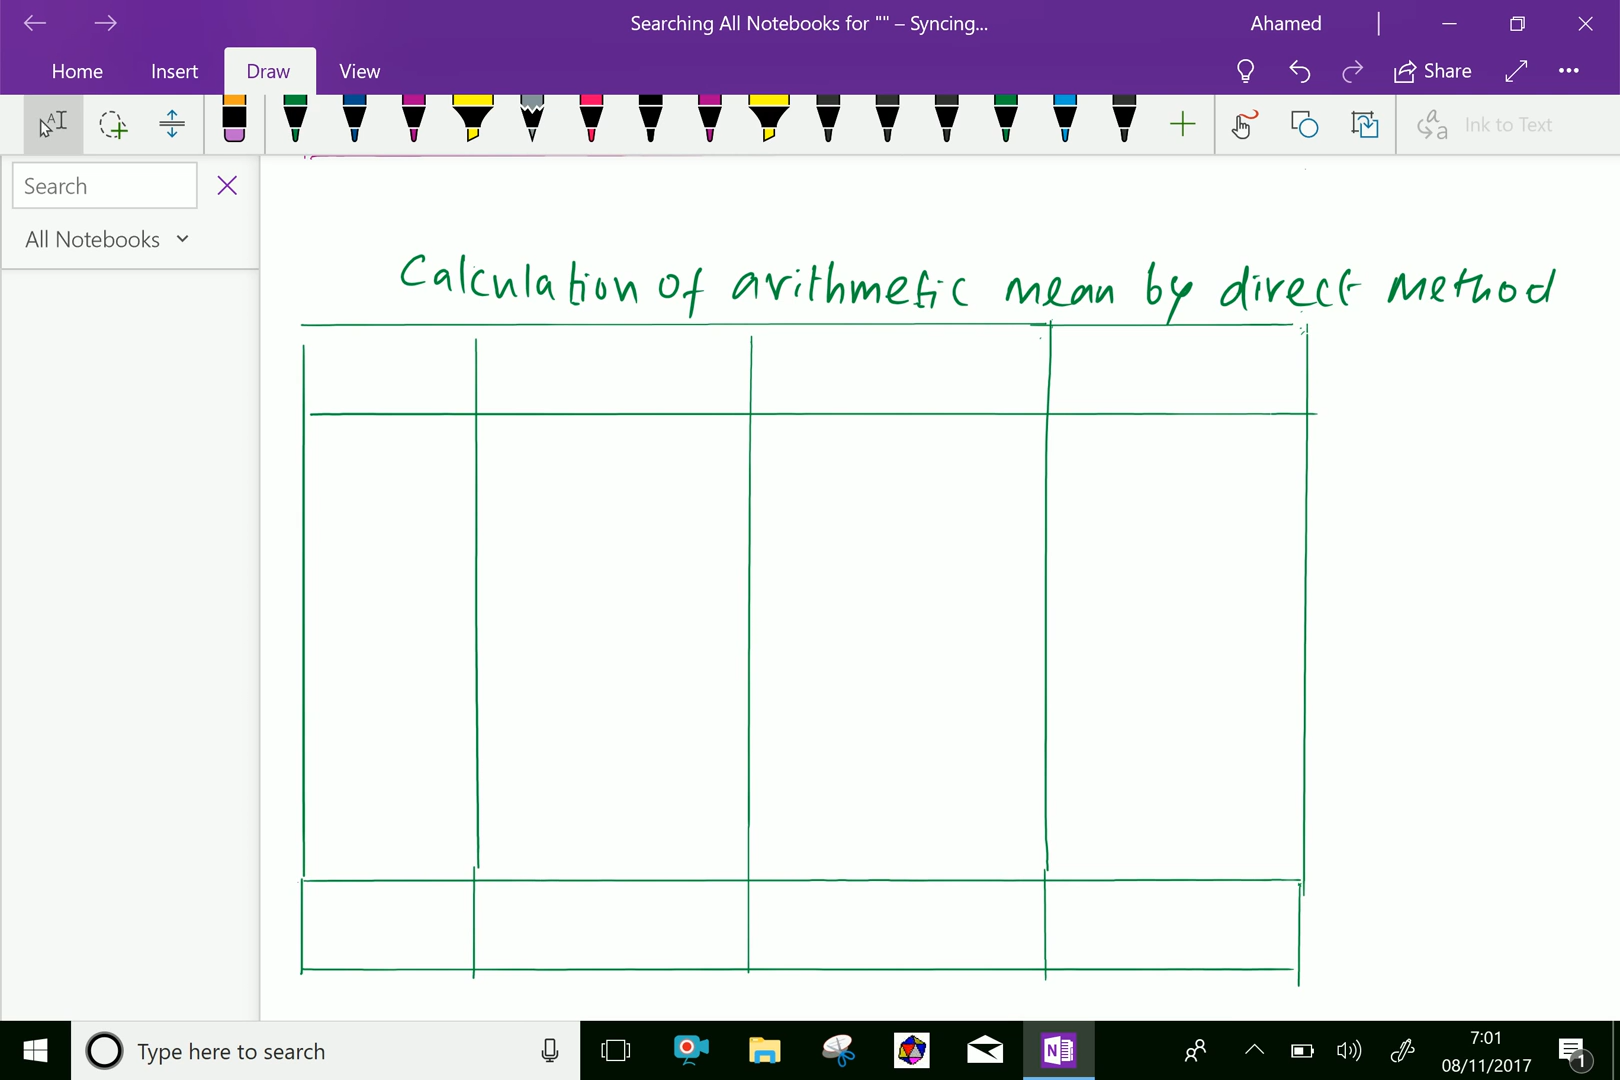 Searching All Notebooks for "" – Syncing...
Ahamed
Home Insert Draw View
Share
Ink to Text
Search
All Notebooks
Calculation of arithmetic mean by direct method
Type here to search
7:01
08/11/2017
1